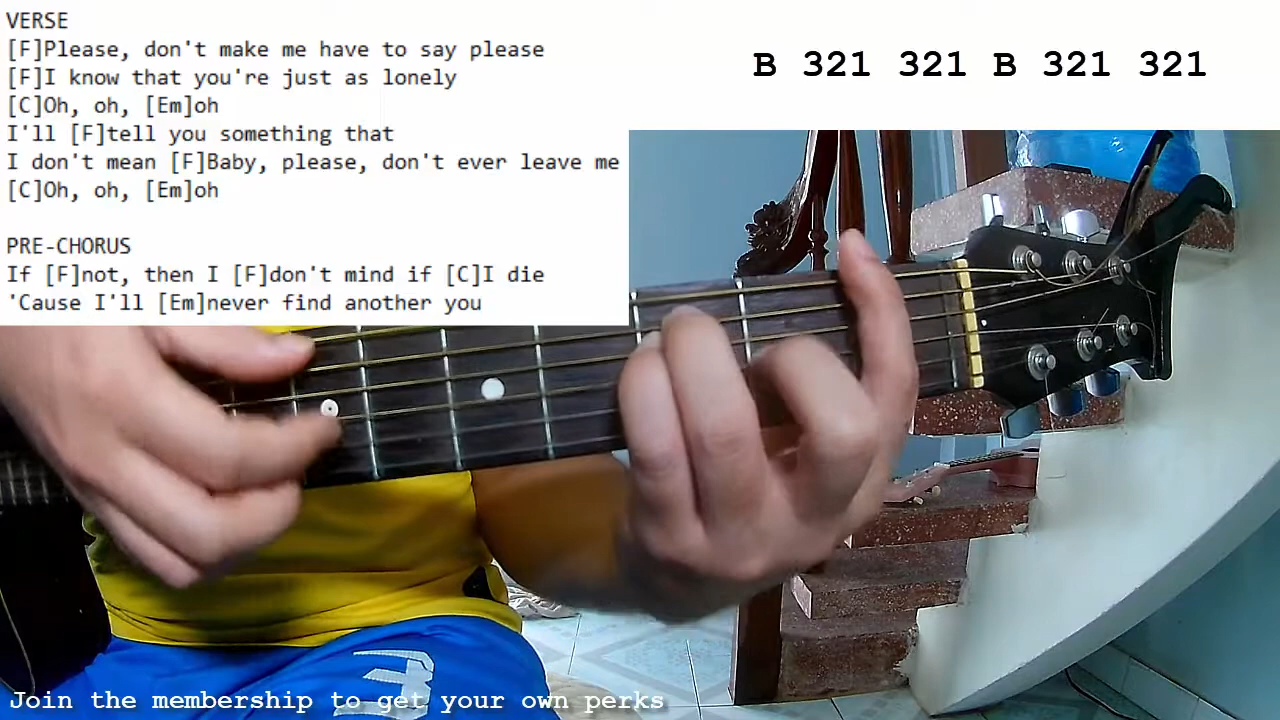 VERSE
[F]Please, don't make me have to say please
[F]I know that you're just as lonely
[C]Oh, oh, [Em]oh
I'll [F]tell you something that
I don't mean [F]Baby, please, don't ever leave me
[C]Oh, oh, [Em]oh
PRE-CHORUS
If [F]not, then I [F]don't mind if [C]I die
'Cause I'll [Em]never find another you
B 321 321 B 321 321
Join the membership to get your own perks